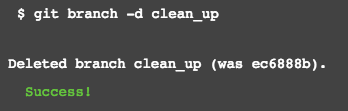 $ git branch -d clean_up
Deleted branch clean_up (was ec6888b).
Success!